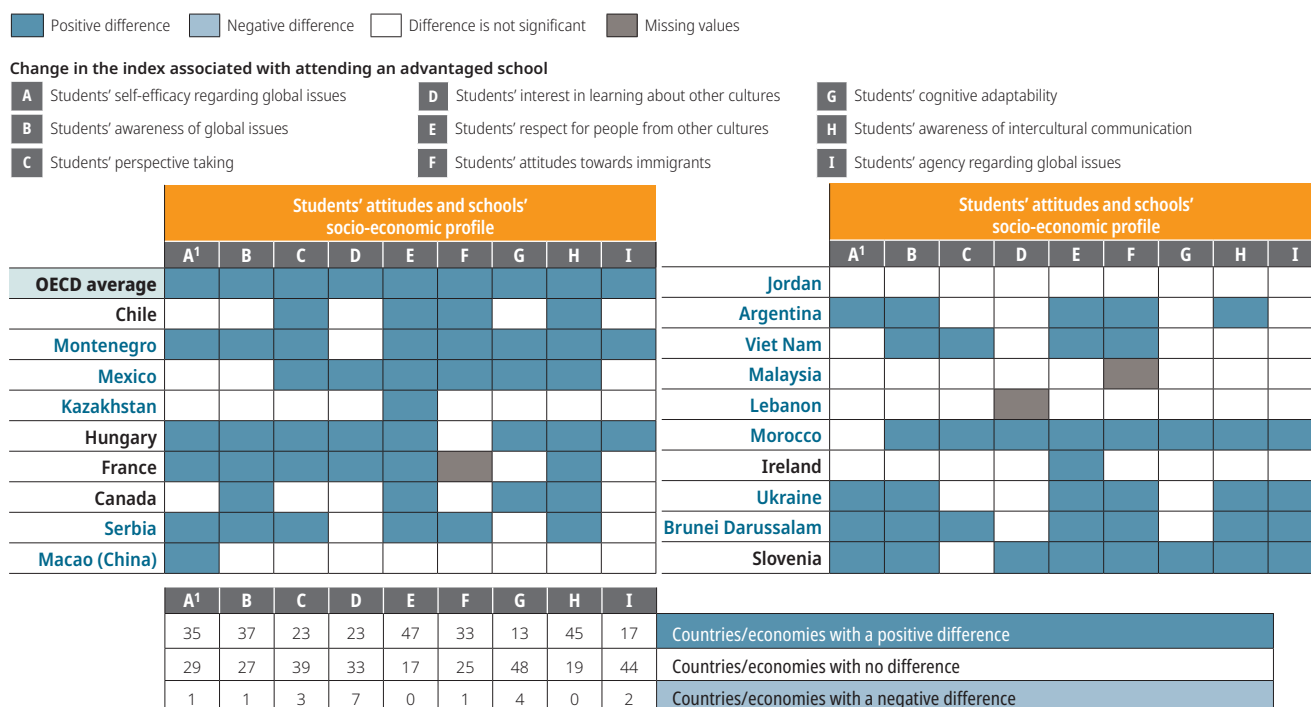 Positive difference Negative difference Difference is not significant Missing values
Change in the index associated with attending an advantaged school
A Students' self-efficacy regarding global issues D Students' interest in learning about other cultures G Students' cognitive adaptability
B Students' awareness of global issues E Students' respect for people from other cultures H Students' awareness of intercultural communication
C Students' perspective taking F Students' attitudes towards immigrants I Students' agency regarding global issues
Students' attitudes and schools'
socio-economic profile
A¹ B C D E F G H I
OECD average
Chile
Montenegro
Mexico
Kazakhstan
Hungary
France
Canada
Serbia
Macao (China)
Students' attitudes and schools'
socio-economic profile
A¹ B C D E F G H I
Jordan
Argentina
Viet Nam
Malaysia
Lebanon
Morocco
Ireland
Ukraine
Brunei Darussalam
Slovenia
A¹ B C D E F G H I
35 37 23 23 47 33 13 45 17 Countries/economies with a positive difference
29 27 39 33 17 25 48 19 44 Countries/economies with no difference
1 1 3 7 0 1 4 0 2 Countries/economies with a negative difference